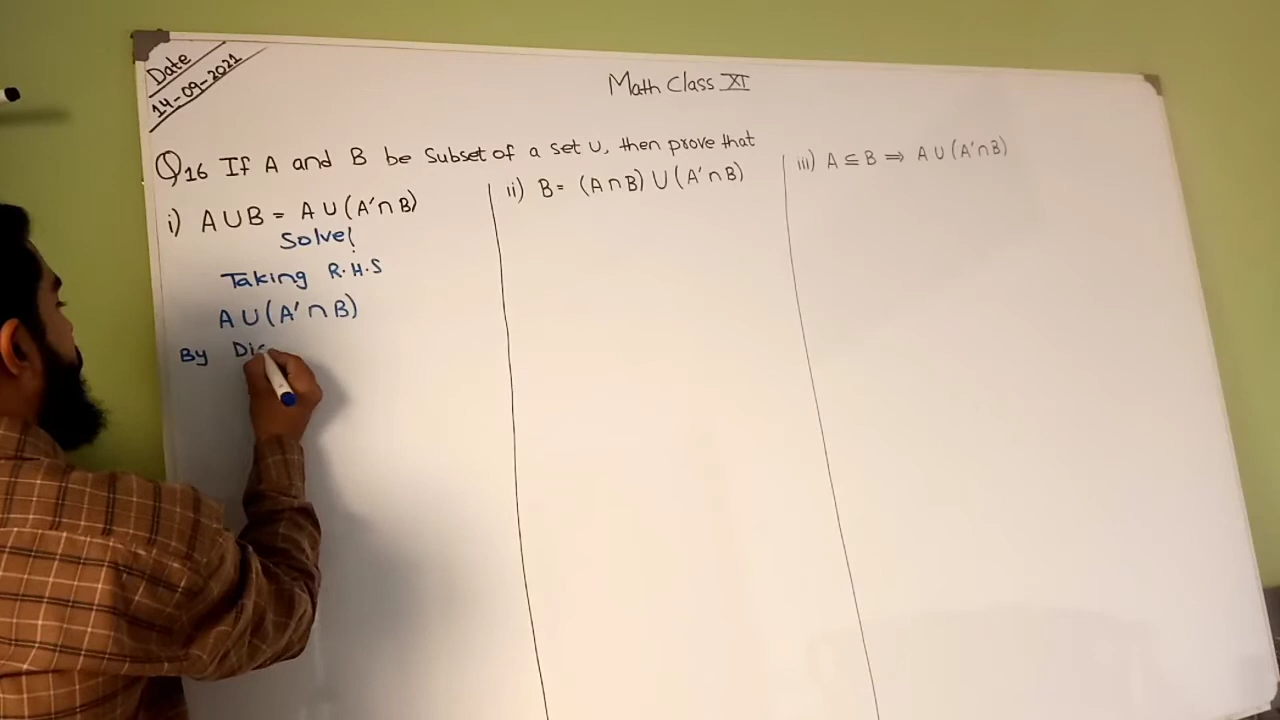 Date
14-09-2021
Math Class XI
Q16 If A and B be Subset of a set U, then prove that
i) A∪B = A∪(A′∩B)
Solve!
Taking R.H.S
A∪(A′∩B)
By Dis
ii) B= (A∩B)∪(A′∩B)
iii) A⊆B ⇒ A∪(A′∩B)